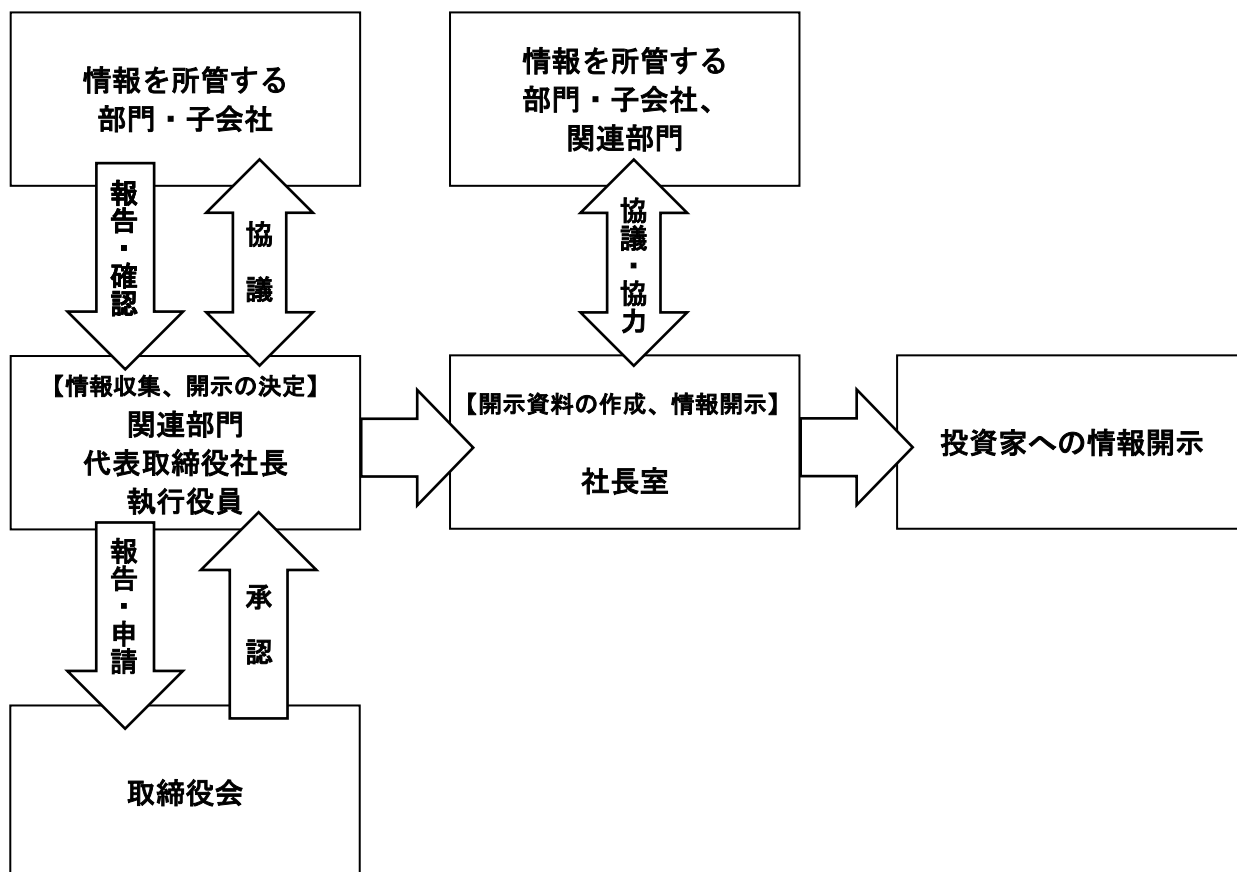 情報を所管する
部門・子会社
情報を所管する
部門・子会社、
関連部門
報告・確認
協議
協議・協力
【情報収集、開示の決定】
関連部門
代表取締役社長
執行役員
【開示資料の作成、情報開示】
社長室
投資家への情報開示
報告・申請
承認
取締役会